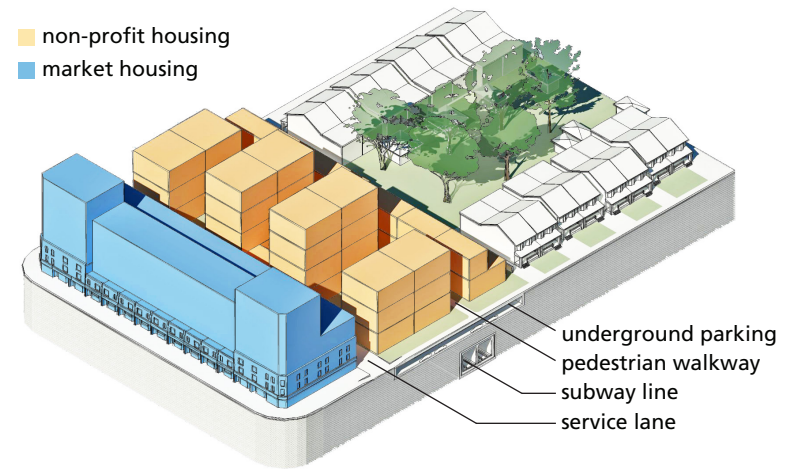 non-profit housing
market housing
underground parking
pedestrian walkway
subway line
service lane